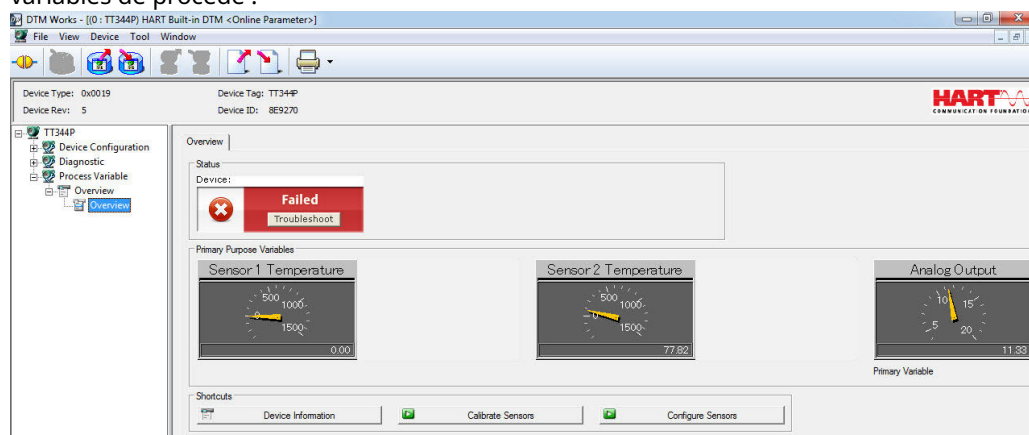 variables de procédé :
DTM Works - [(0 : TT344P) HART Built-in DTM <Online Parameter>]
File View Device Tool Window
Device Type: 0x0019 Device Tag: TT344P
Device Rev: 5 Device ID: 8E9270
HART
COMMUNICATION FOUNDATION
TT344P
Device Configuration
Diagnostic
Process Variable
Overview
Overview
Overview
Status
Device:
Failed
Troubleshoot
Primary Purpose Variables
Sensor 1 Temperature
500
1000
0
1500
0.00
Sensor 2 Temperature
500
1000
0
1500
77.82
Analog Output
10 15
5 20
11.33
Primary Variable
Shortcuts
Device Information
Calibrate Sensors
Configure Sensors